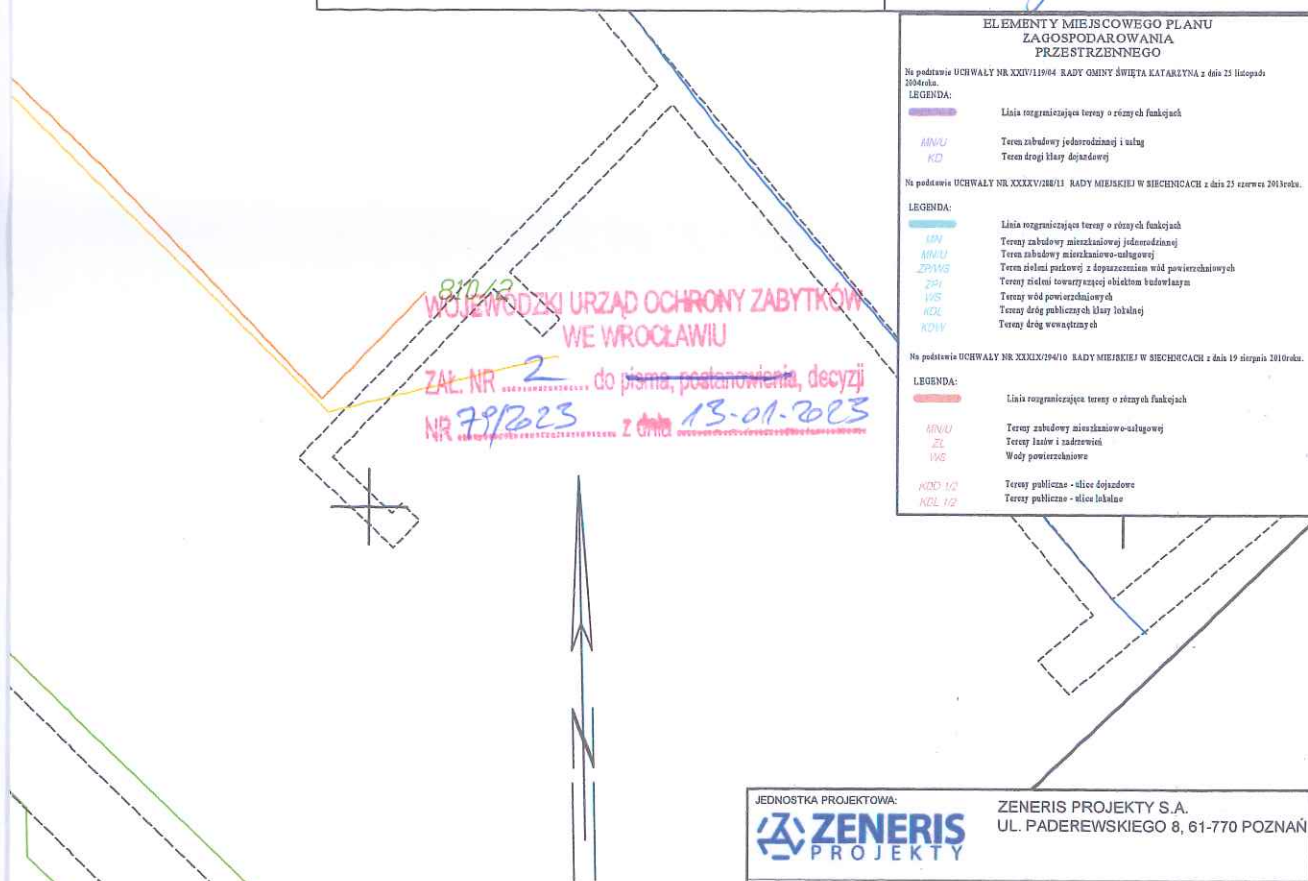 ELEMENTY MIEJSCOWEGO PLANU
ZAGOSPODAROWANIA
PRZESTRZENNEGO
Na podstawie UCHWAŁY NR XXIV/119/04 RADY GMINY ŚWIĘTA KATARZYNA z dnia 25 listopada
2004roku.
LEGENDA:
Linia rozgraniczająca tereny o róznych funkcjach
MN/U Teren zabudowy jednorodzinnej i usług
KD Teren drogi klasy dojazdowej
Na podstawie UCHWAŁY NR XXXXV/288/13 RADY MIEJSKIEJ W SIECHNICACH z dnia 25 czerwca 2013roku.
LEGENDA:
Linia rozgraniczająca tereny o róznych funkcjach
MN Tereny zabudowy mieszkaniowej jednorodzinnej
MN/U Teren zabudowy mieszkaniowo-usługowej
ZP/WS Teren zieleni parkowej z dopuszczeniem wód powierzchniowych
ZP/I Tereny zieleni towarzyszącej obiektom budowlanym
WS Tereny wód powierzchniowych
KDL Tereny dróg publicznych klasy lokalnej
KDW Tereny dróg wewnętrznych
Na podstawie UCHWAŁY NR XXXIX/294/10 RADY MIEJSKIEJ W SIECHNICACH z dnia 19 sierpnia 2010roku.
LEGENDA:
Linia rozgraniczająca tereny o róznych funkcjach
MN/U Tereny zabudowy mieszkaniowo-usługowej
ZL Tereny lasów i zadrzewień
WS Wody powierzchniowe
KDD 1/2 Tereny publiczne - ulice dojazdowe
KDL 1/2 Tereny publiczne - ulice lokalne
810/2
WOJEWÓDZKI URZĄD OCHRONY ZABYTKÓW
WE WROCŁAWIU
ZAŁ. NR 2 do pisma, postanowienia, decyzji
NR 79/2023 z dnia 13-01-2023
N
JEDNOSTKA PROJEKTOWA:
ZENERIS
PROJEKTY
ZENERIS PROJEKTY S.A.
UL. PADEREWSKIEGO 8, 61-770 POZNAŃ